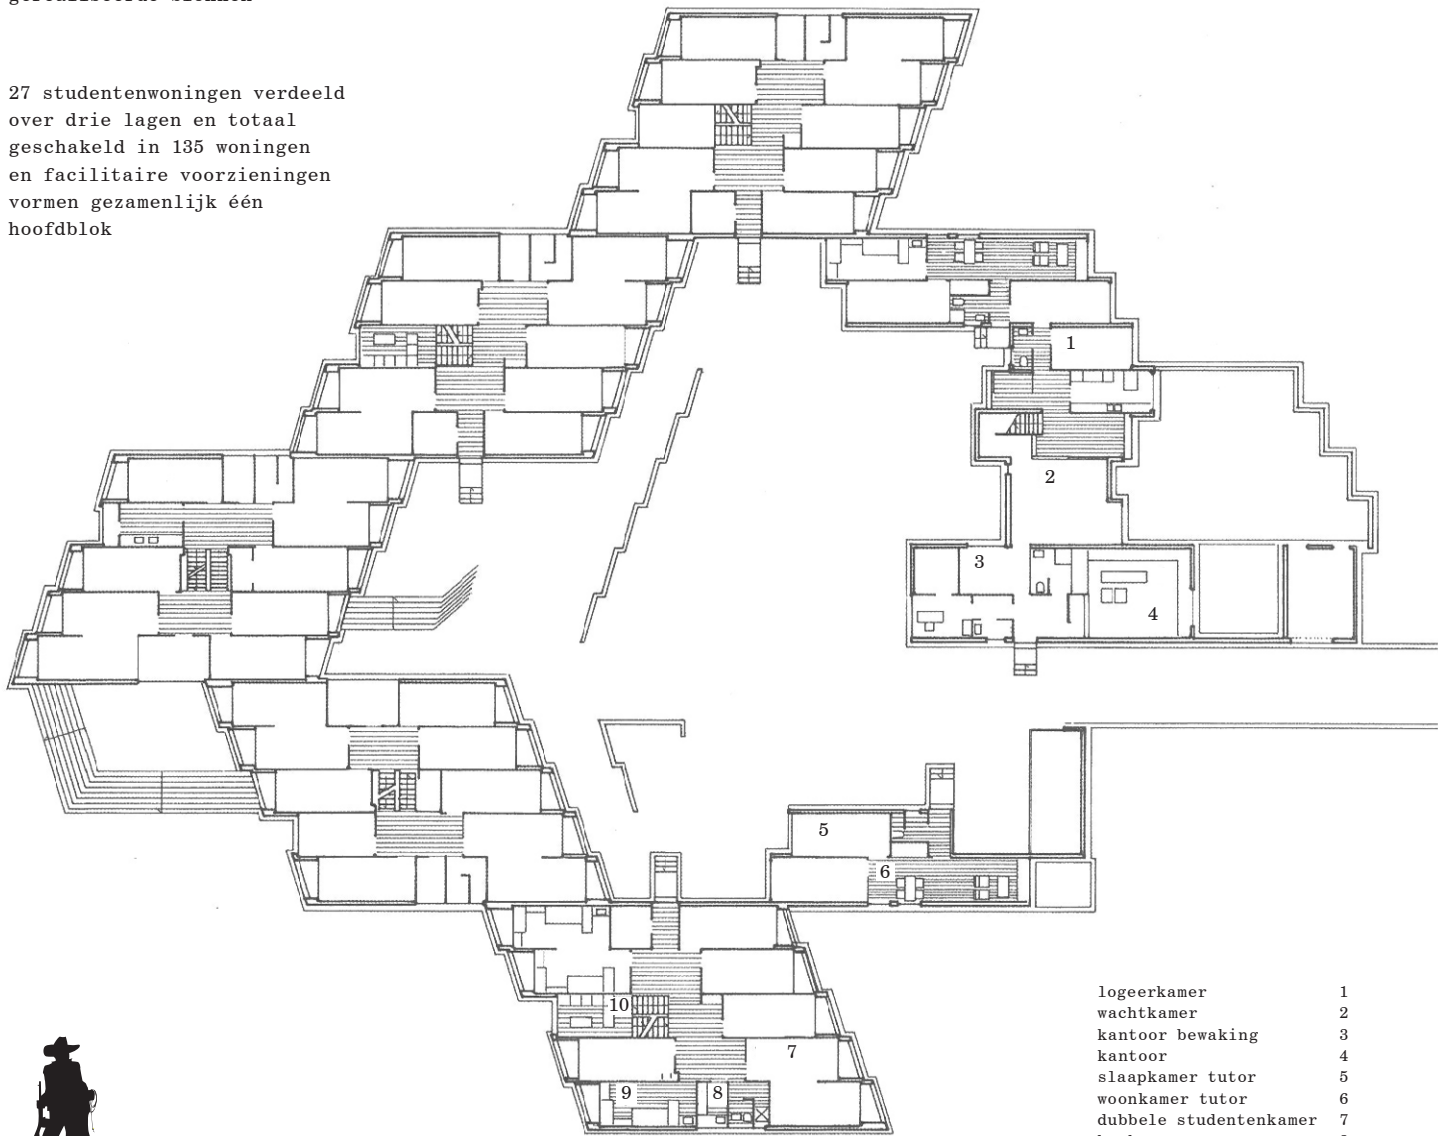 27 studentenwoningen verdeeld
over drie lagen en totaal
geschakeld in 135 woningen
en facilitaire voorzieningen
vormen gezamenlijk één
hoofdblok
1
2
3
4
5
6
10
7
9 8
logeerkamer 1
wachtkamer 2
kantoor bewaking 3
kantoor 4
slaapkamer tutor 5
woonkamer tutor 6
dubbele studentenkamer 7